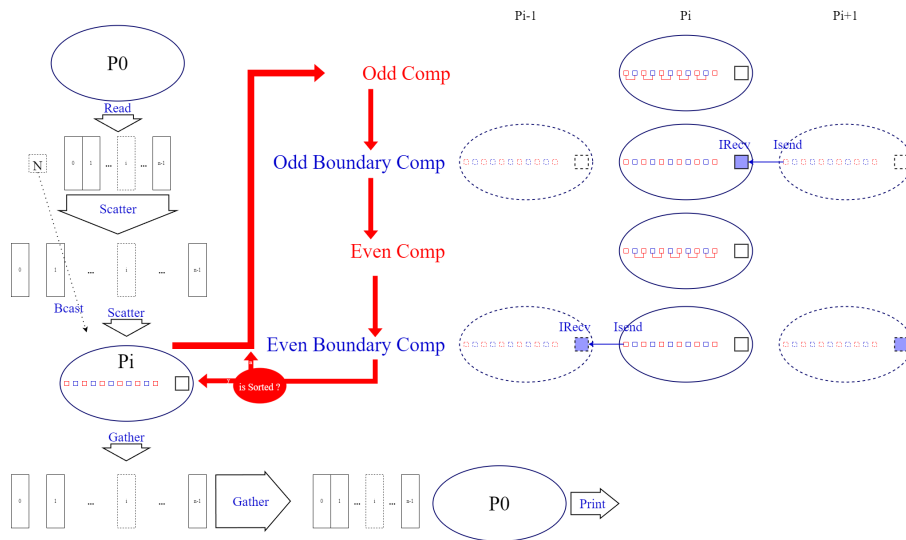 Pi-1
Pi
Pi+1
P0
Odd Comp
Read
N
0
1
...
i
...
n-1
Odd Boundary Comp
IRecv
Isend
Scatter
Even Comp
0
1
...
i
...
n-1
Bcast
Scatter
IRecv
Isend
Even Boundary Comp
Pi
Y
is Sorted ?
Gather
0
1
...
i
...
n-1
Gather
0
1
...
i
...
n-1
P0
Print